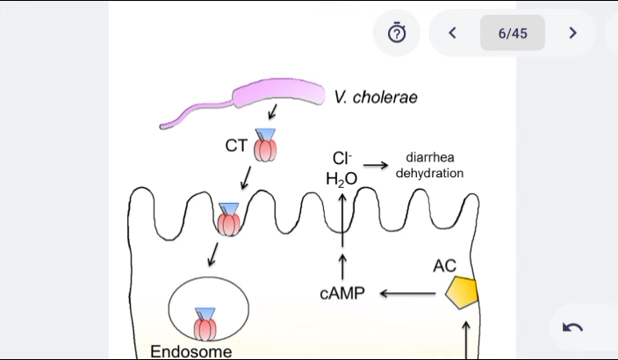 6/45
V. cholerae
CT
Cl-
H₂O
diarrhea
dehydration
AC
cAMP
Endosome